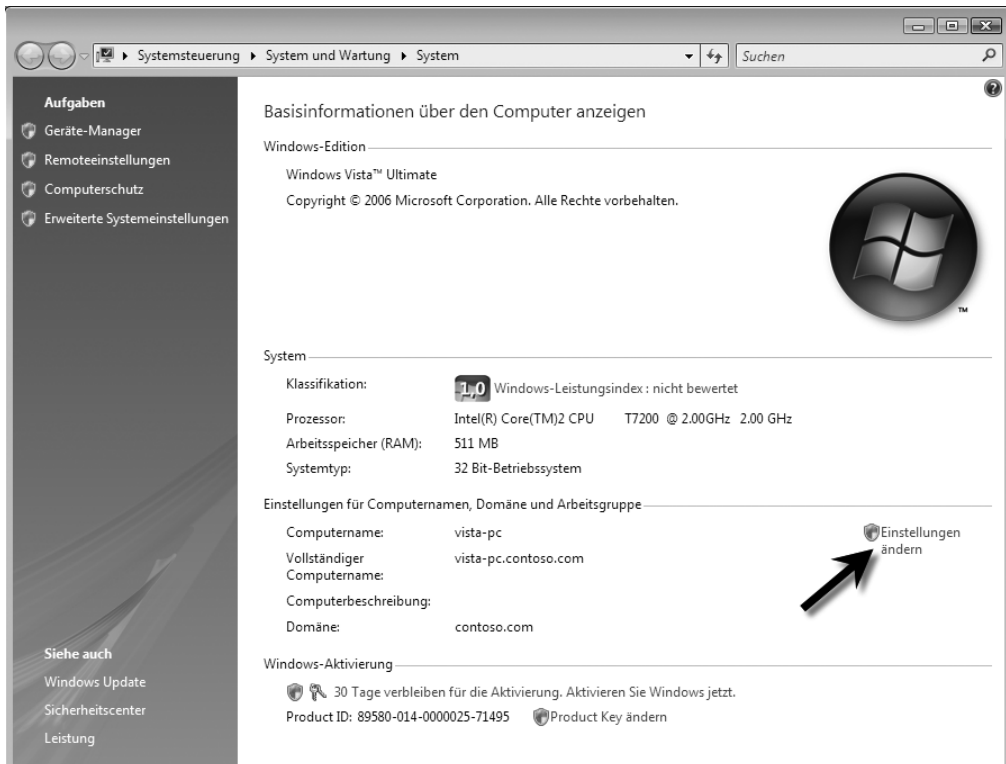 Systemsteuerung ▸ System und Wartung ▸ System
Suchen
Aufgaben
Geräte-Manager
Remoteeinstellungen
Computerschutz
Erweiterte Systemeinstellungen
Siehe auch
Windows Update
Sicherheitscenter
Leistung
Basisinformationen über den Computer anzeigen
Windows-Edition
Windows Vista™ Ultimate
Copyright © 2006 Microsoft Corporation. Alle Rechte vorbehalten.
TM
System
Klassifikation: 1,0 Windows-Leistungsindex : nicht bewertet
Prozessor: Intel(R) Core(TM)2 CPU T7200 @ 2.00GHz 2.00 GHz
Arbeitsspeicher (RAM): 511 MB
Systemtyp: 32 Bit-Betriebssystem
Einstellungen für Computernamen, Domäne und Arbeitsgruppe
Computername: vista-pc
Einstellungen
ändern
Vollständiger vista-pc.contoso.com
Computername:
Computerbeschreibung:
Domäne: contoso.com
Windows-Aktivierung
30 Tage verbleiben für die Aktivierung. Aktivieren Sie Windows jetzt.
Product ID: 89580-014-0000025-71495 Product Key ändern